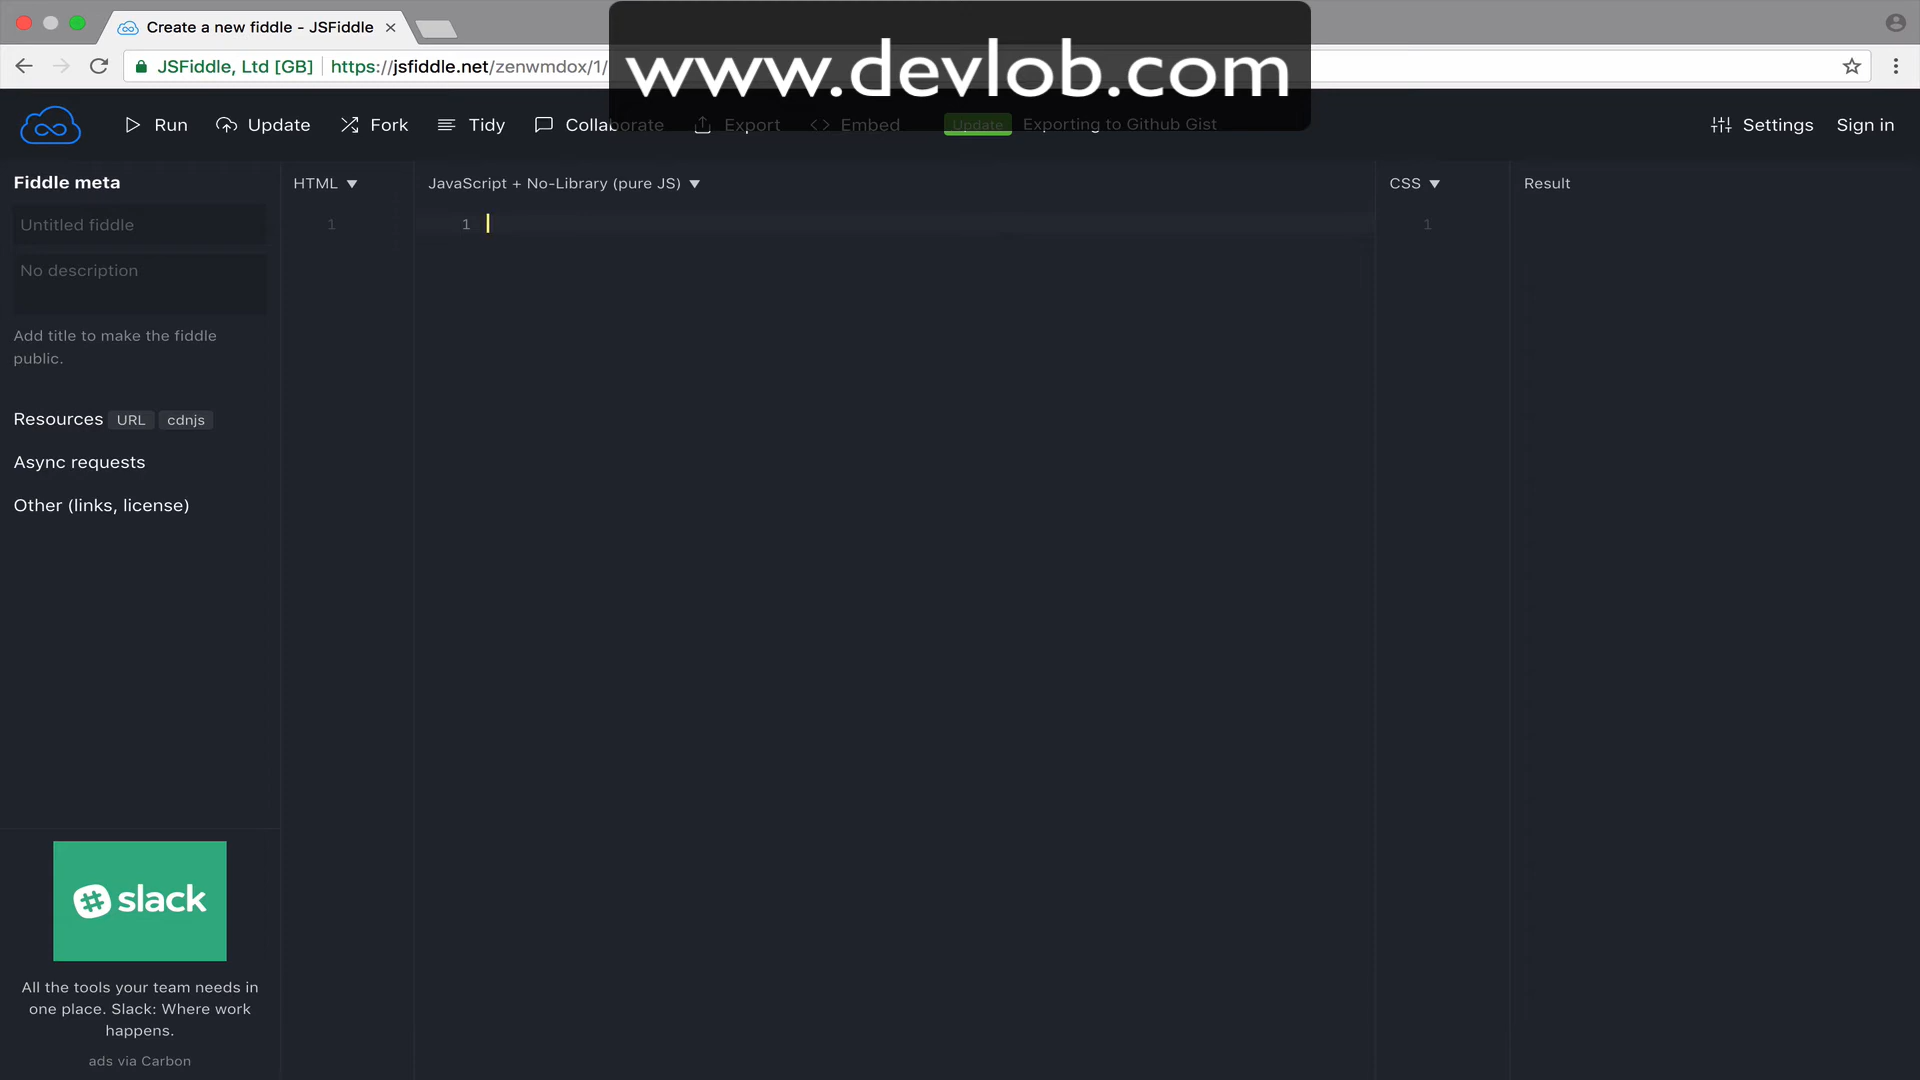 Create a new fiddle - JSFiddle
www.devlob.com
JSFiddle, Ltd [GB] https://jsfiddle.net/zenwmdox/1/
Run Update Fork Tidy Collaborate Export Embed Update Exporting to Github Gist Settings Sign in
Fiddle meta
HTML ▼
JavaScript + No-Library (pure JS) ▼
CSS ▼
Result
Untitled fiddle
1
1
1
No description
Add title to make the fiddle
public.
Resources URL cdnjs
Async requests
Other (links, license)
slack
All the tools your team needs in
one place. Slack: Where work
happens.
ads via Carbon